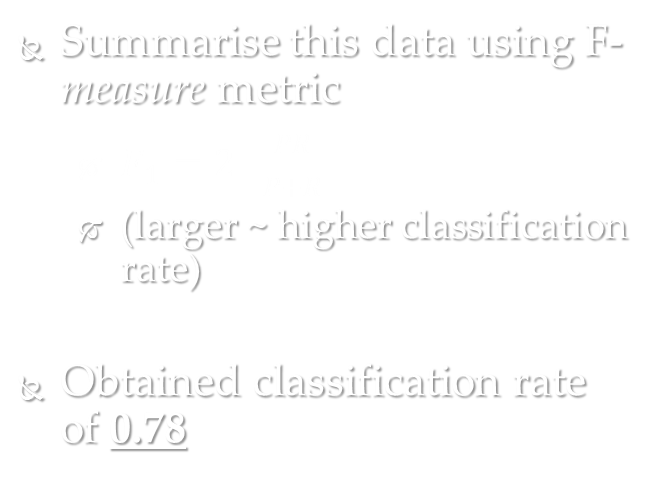 Summarise this data using F-
measure metric
(larger ~ higher classification
rate)
Obtained classification rate
of 0.78